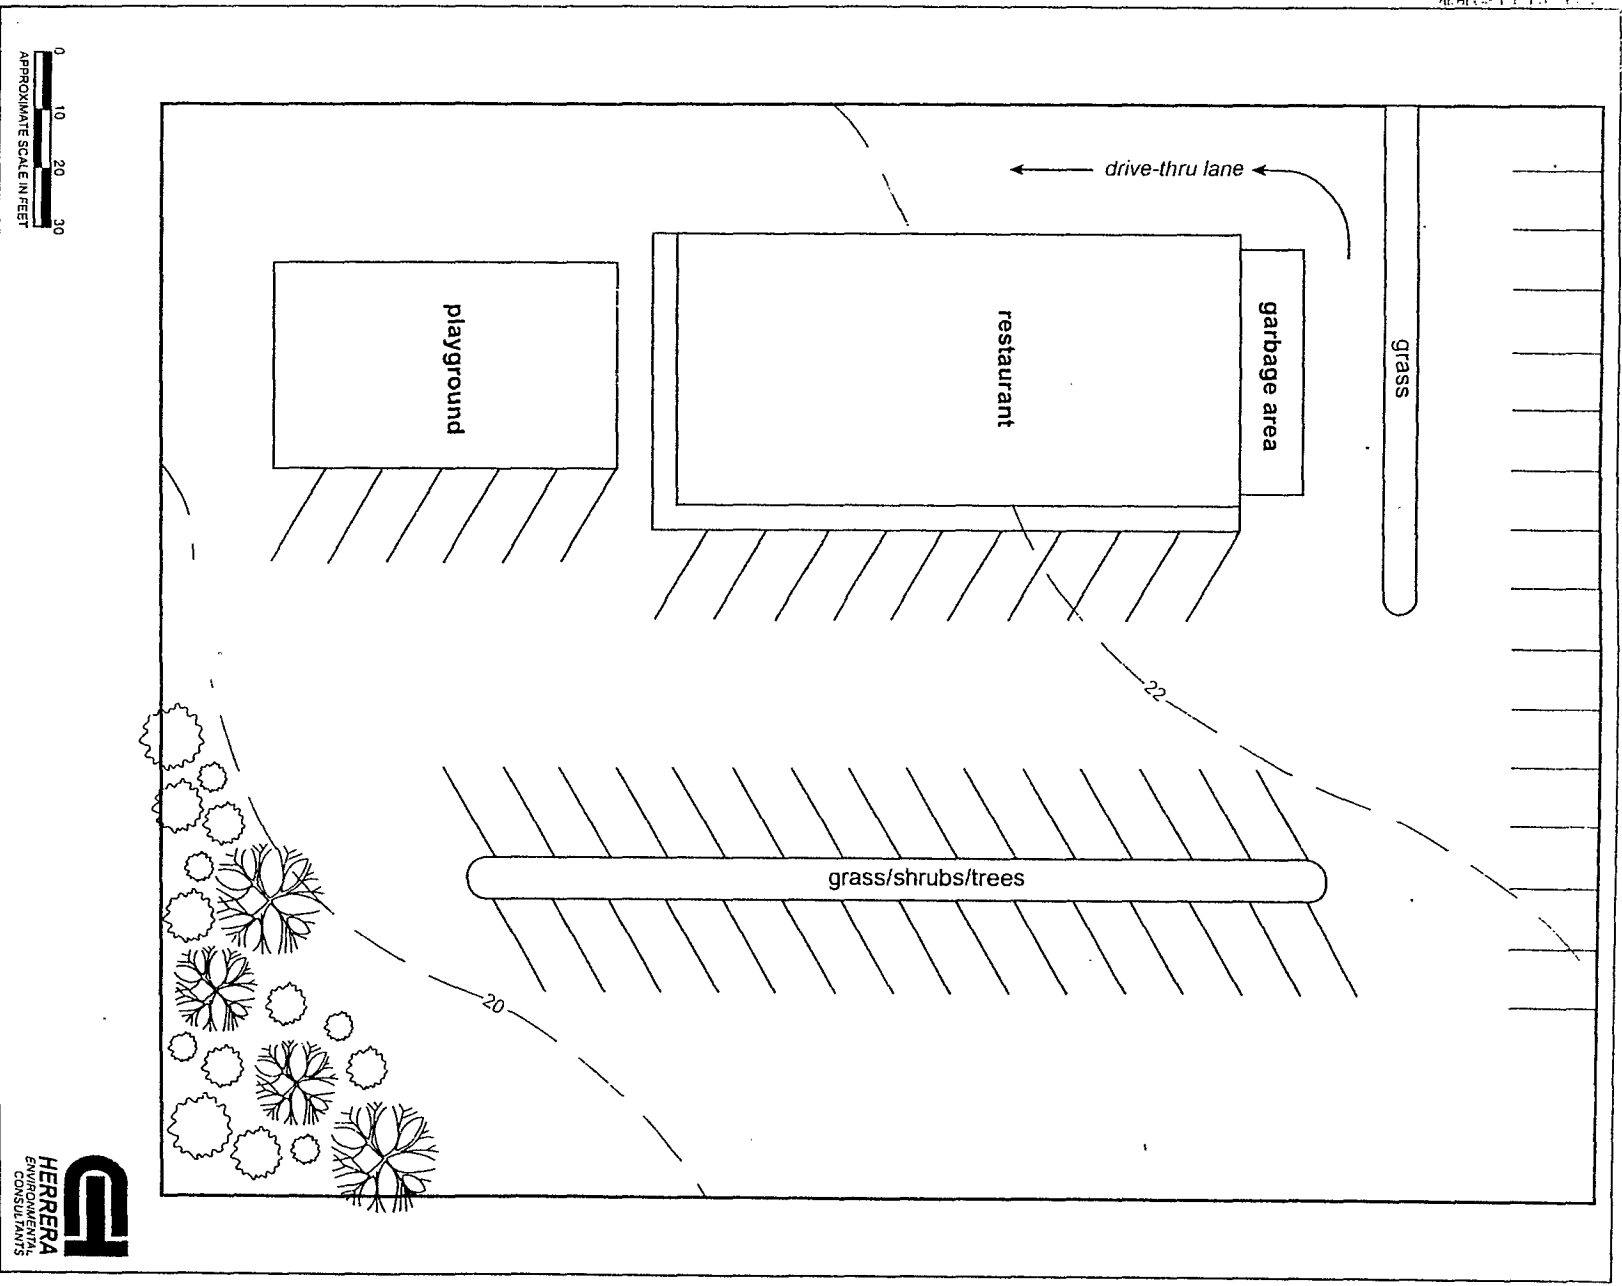 drive-thru lane
playground
restaurant
garbage area
grass
22
grass/shrubs/trees
20
0
10
20
30
APPROXIMATE SCALE IN FEET
HERRERA
ENVIRONMENTAL
CONSULTANTS